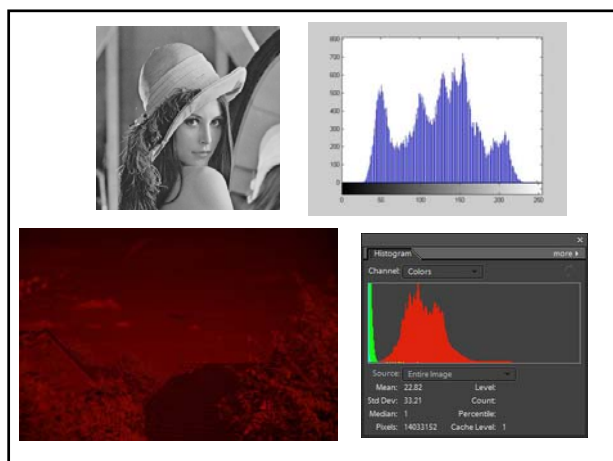 800
700
600
500
400
300
200
100
0
0 50 100 150 200 250
Histogram more
Channel: Colors
Source: Entire Image
Mean: 22.82 Level:
Std Dev: 33.21 Count:
Median: 1 Percentile:
Pixels: 14033152 Cache Level: 1